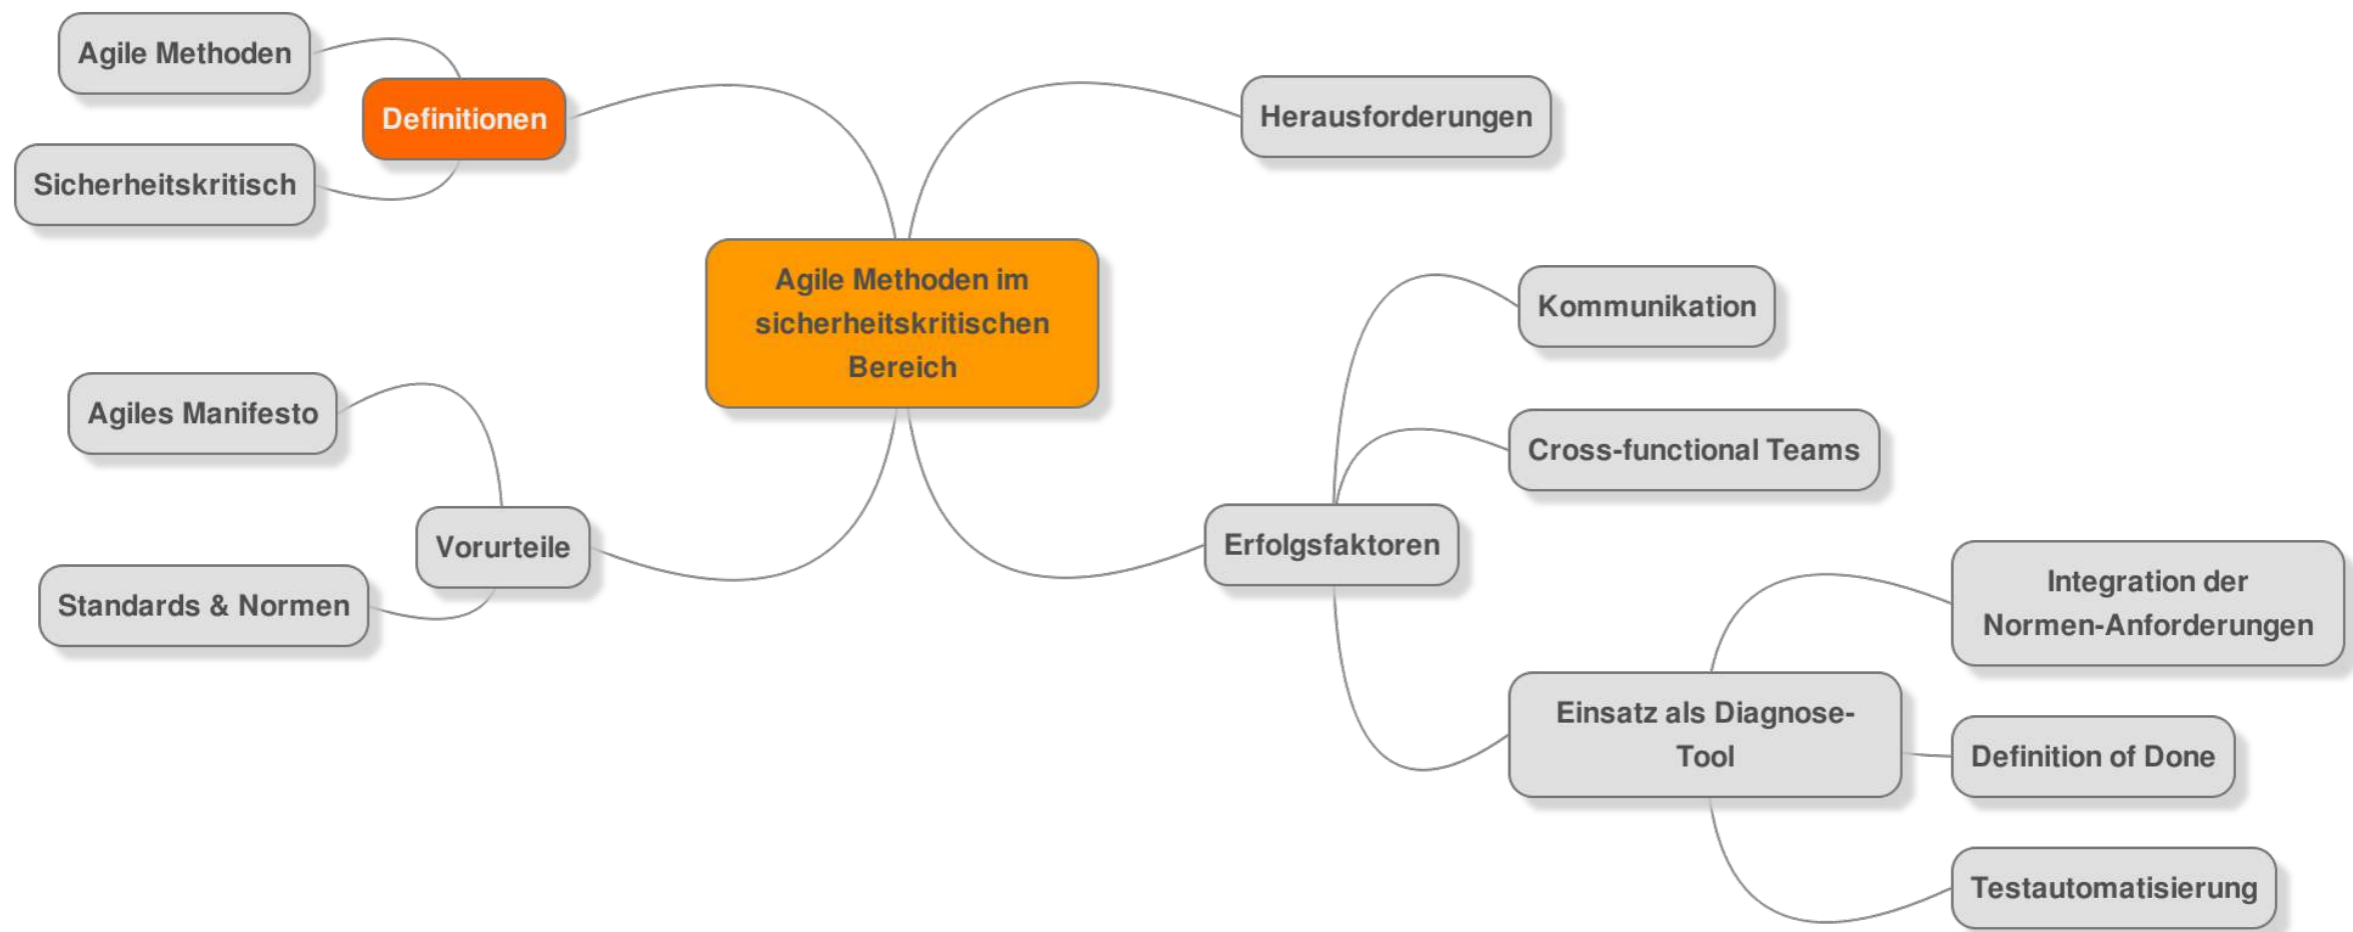 Agile Methoden
Definitionen
Sicherheitskritisch
Herausforderungen
Agile Methoden im
sicherheitskritischen
Bereich
Agiles Manifesto
Vorurteile
Standards & Normen
Kommunikation
Cross-functional Teams
Erfolgsfaktoren
Einsatz als Diagnose-
Tool
Integration der
Normen-Anforderungen
Definition of Done
Testautomatisierung